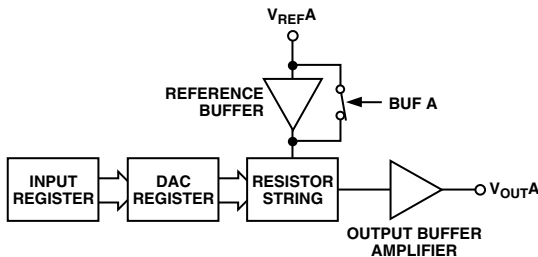 VREFA
REFERENCE
BUFFER
BUF A
INPUT
REGISTER
DAC
REGISTER
RESISTOR
STRING
VOUTA
OUTPUT BUFFER
AMPLIFIER